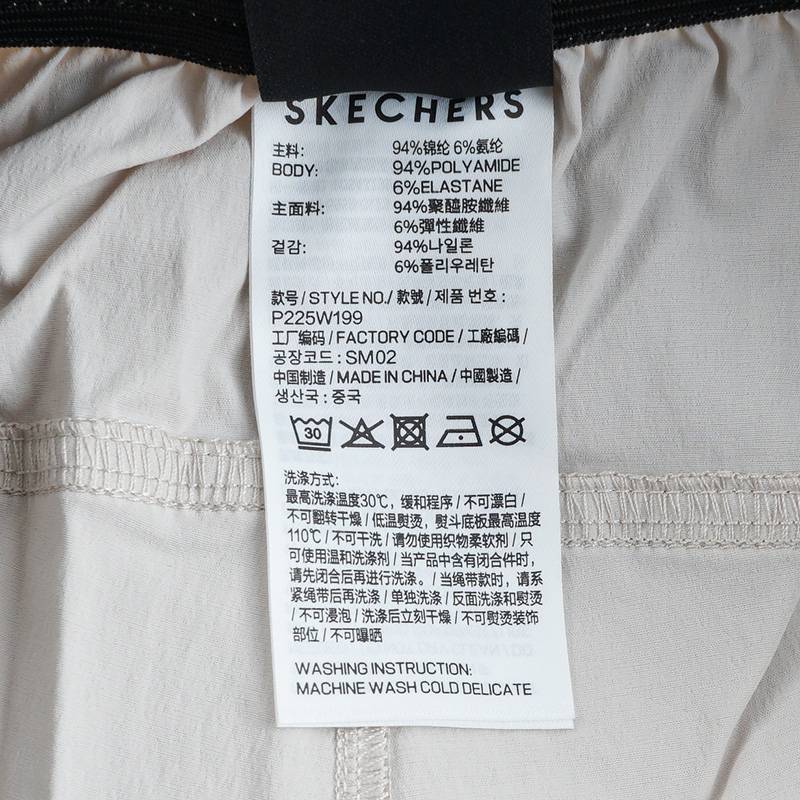 SKECHERS
主料: 94%锦纶 6%氨纶
BODY: 94%POLYAMIDE
6%ELASTANE
主面料: 94%聚醯胺纖維
6%彈性纖維
겉감: 94%나일론
6%폴리우레탄
款号 / STYLE NO./ 款號 / 제품 번호 :
P225W199
工厂编码 / FACTORY CODE / 工廠編碼 /
공장코드 : SM02
中国制造 / MADE IN CHINA / 中國製造 /
생산국 : 중국
30
洗涤方式:
最高洗涤温度30℃，缓和程序 / 不可漂白 /
不可翻转干燥 / 低温熨烫，熨斗底板最高温度
110℃ / 不可干洗 / 请勿使用织物柔软剂 / 只
可使用温和洗涤剂 / 当产品中含有闭合件时，
请先闭合后再进行洗涤。/ 当绳带款时，请系
紧绳带后再洗涤 / 单独洗涤 / 反面洗涤和熨烫
/ 不可浸泡 / 洗涤后立刻干燥 / 不可熨烫装饰
部位 / 不可曝晒
WASHING INSTRUCTION:
MACHINE WASH COLD DELICATE